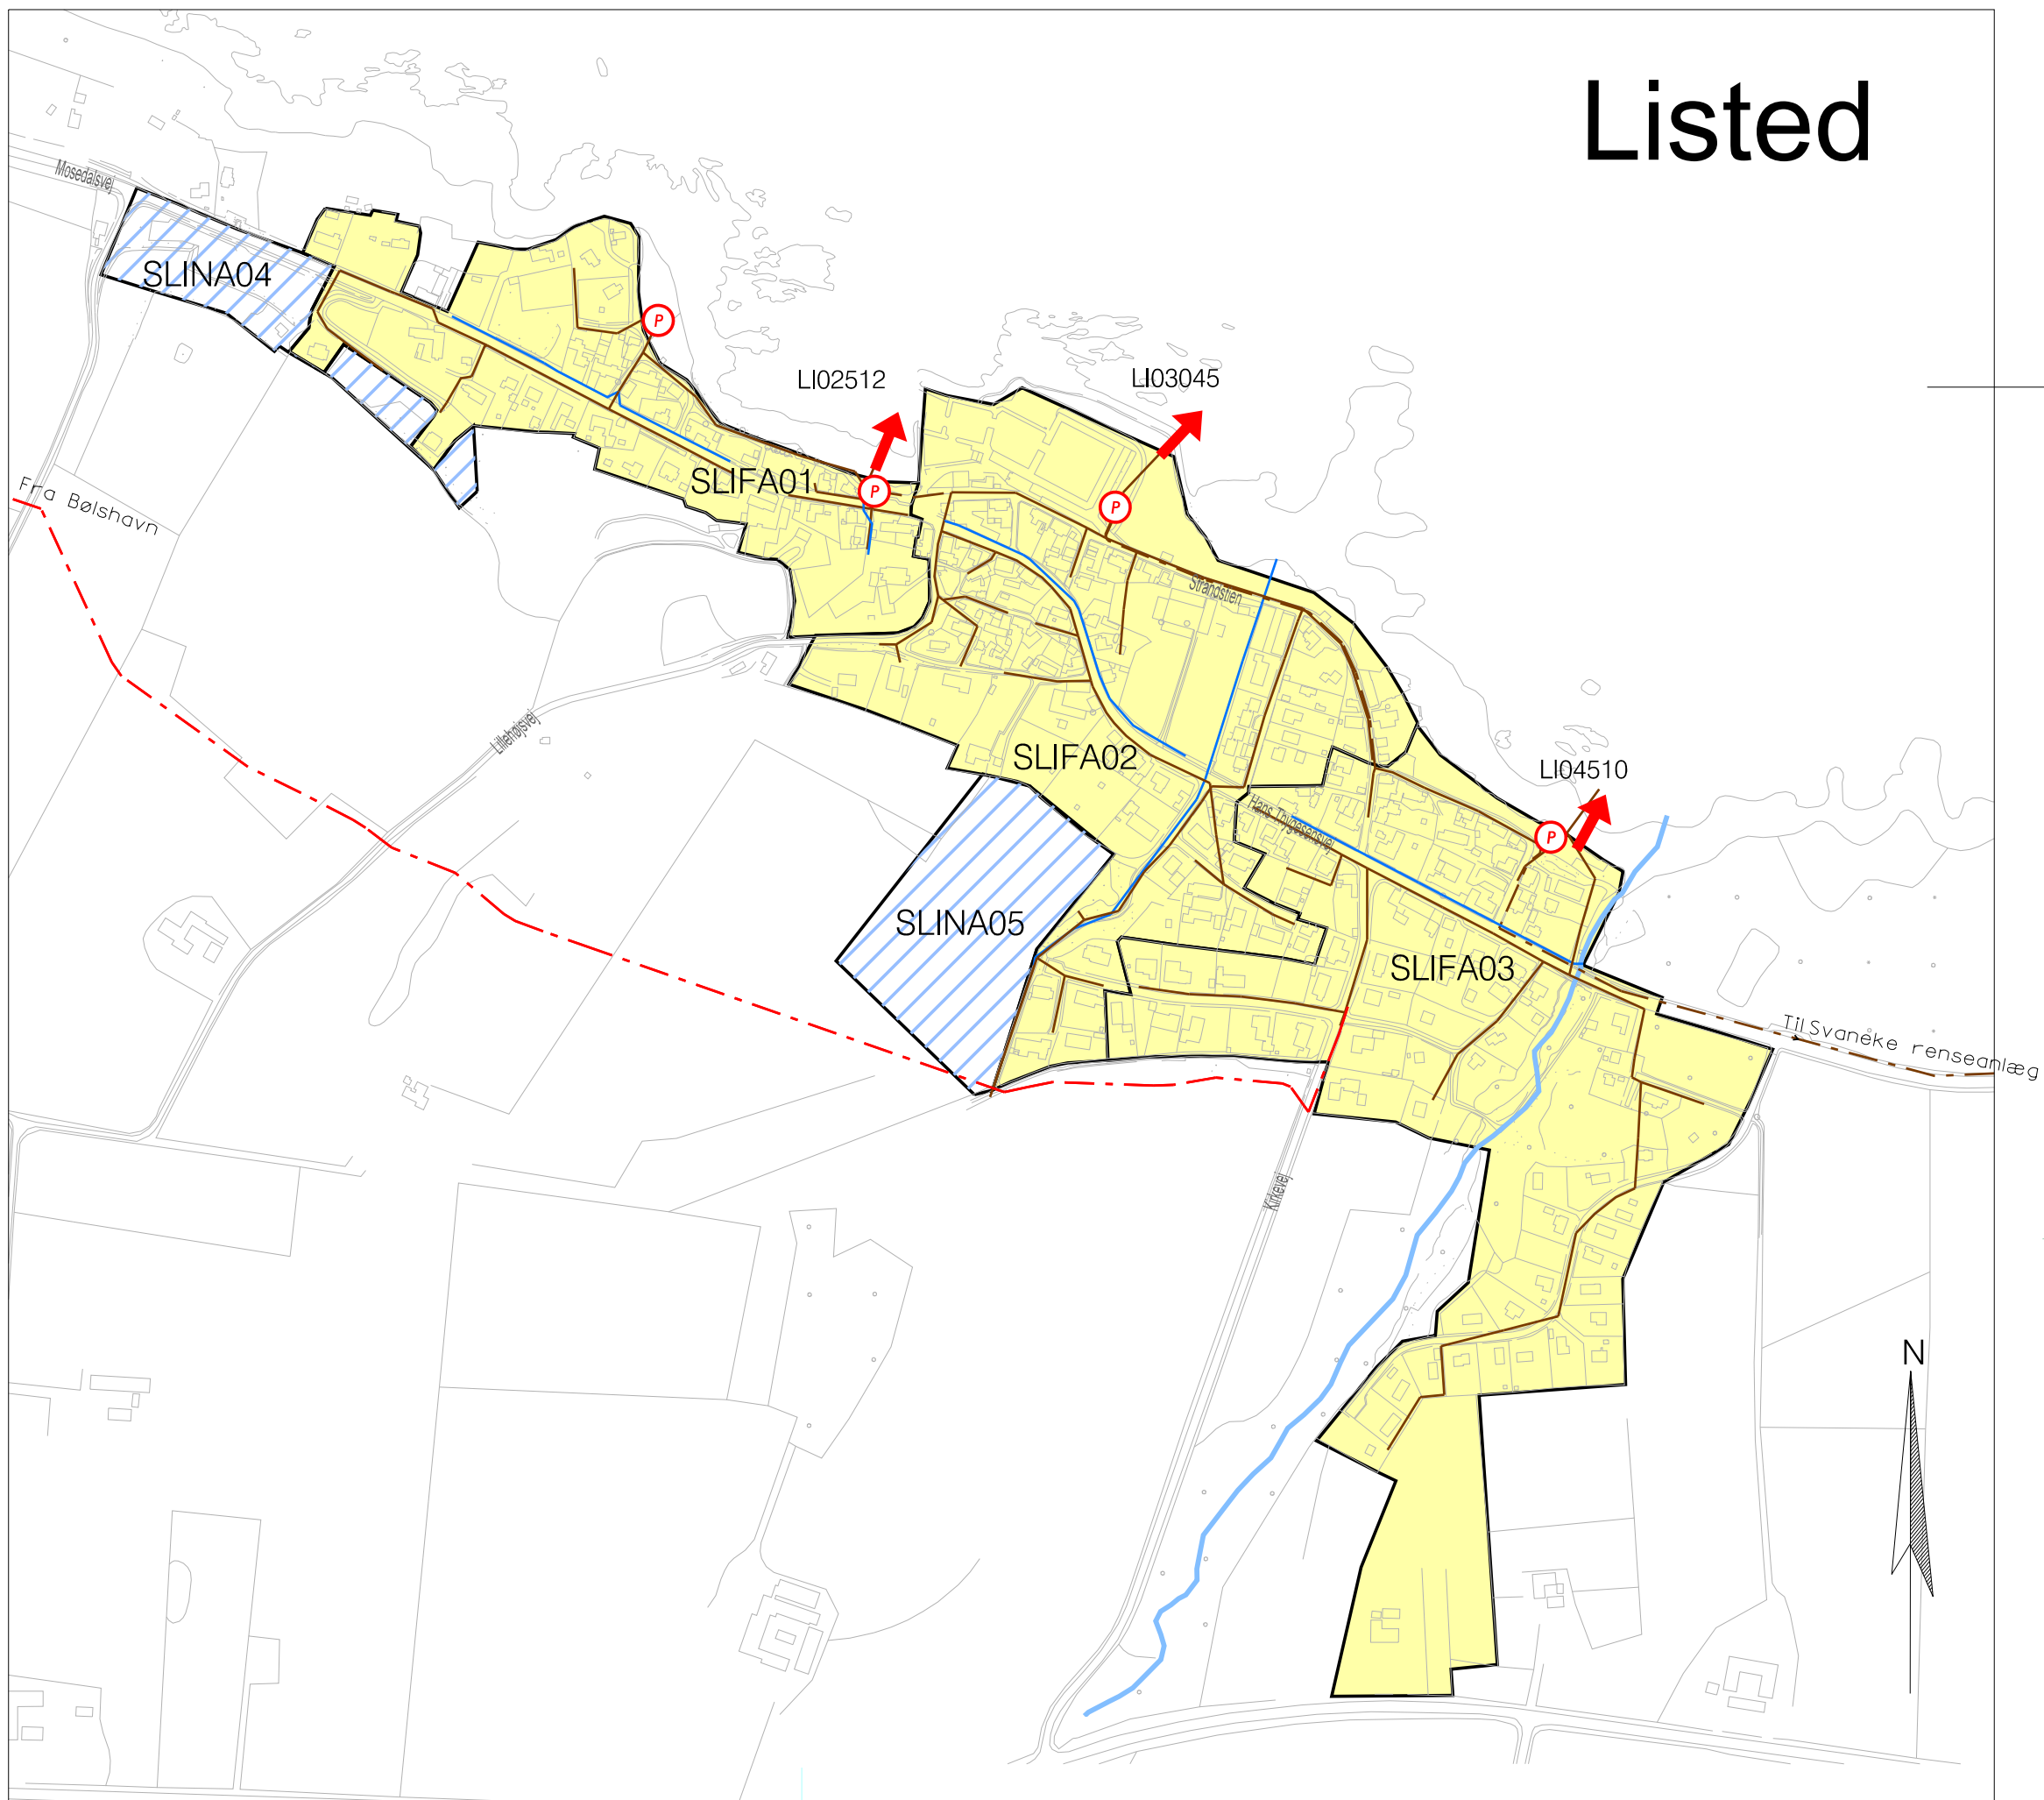 Listed
Mosedalsvej
SLINA04
P
LI02512
LI03045
SLIFA01
P
P
Fra Bølshavn
Strandstien
Lillehøjsvej
SLIFA02
LI04510
Hans Thygesensvej
P
SLINA05
SLIFA03
Til Svaneke renseanlæg
Kirkevej
N